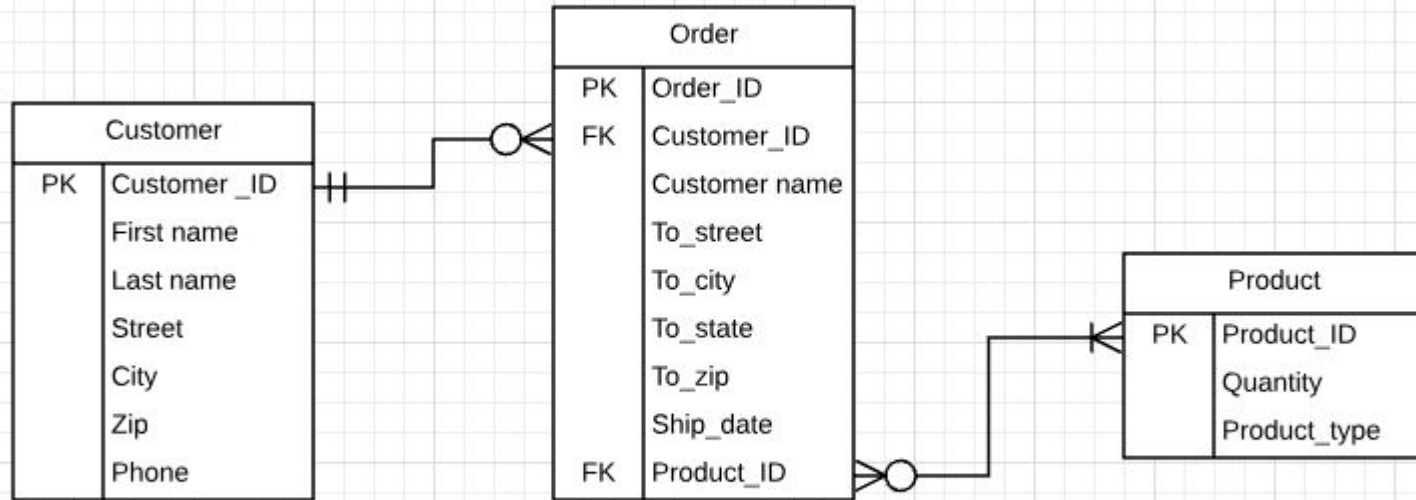 Customer
PK Customer _ID
First name
Last name
Street
City
Zip
Phone
Order
PK Order_ID
FK Customer_ID
Customer name
To_street
To_city
To_state
To_zip
Ship_date
FK Product_ID
Product
PK Product_ID
Quantity
Product_type